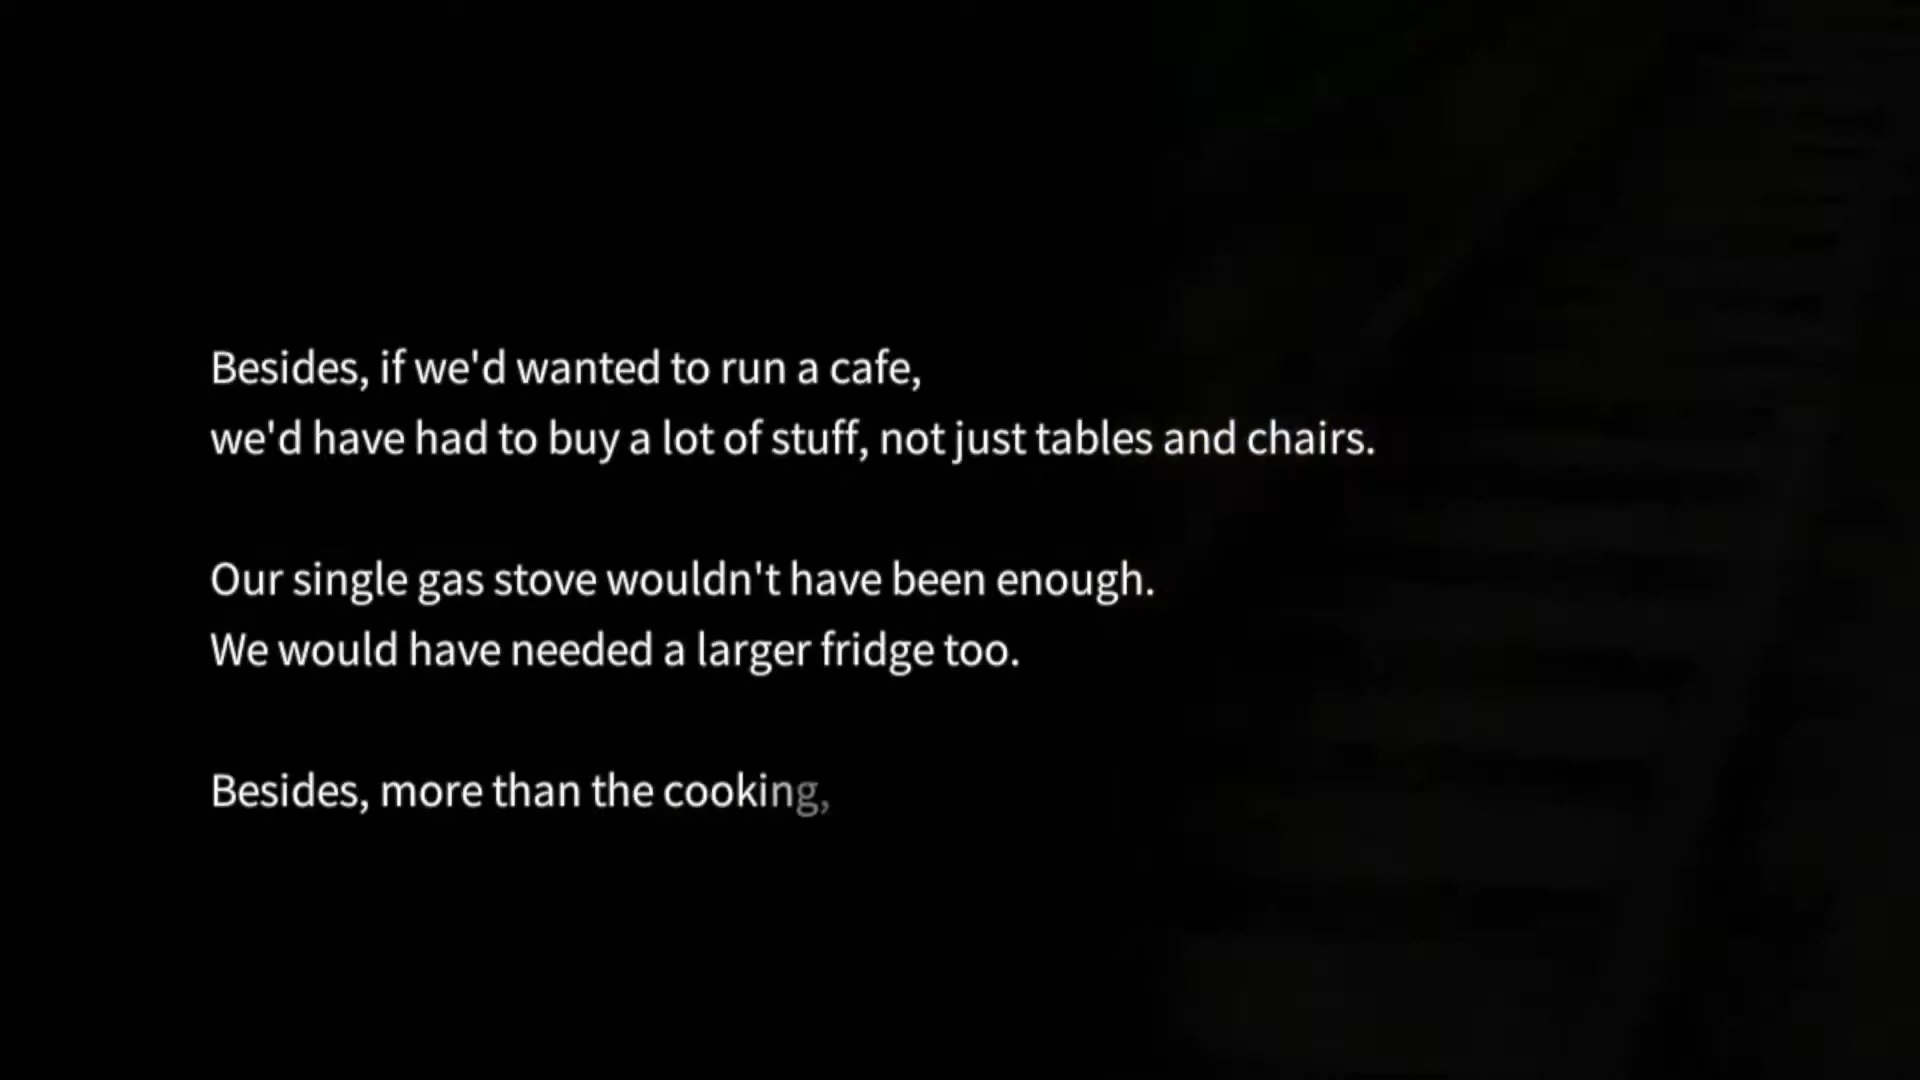 Besides, if we'd wanted to run a cafe,
we'd have had to buy a lot of stuff, not just tables and chairs.
Our single gas stove wouldn't have been enough.
We would have needed a larger fridge too.
Besides, more than the cooking,